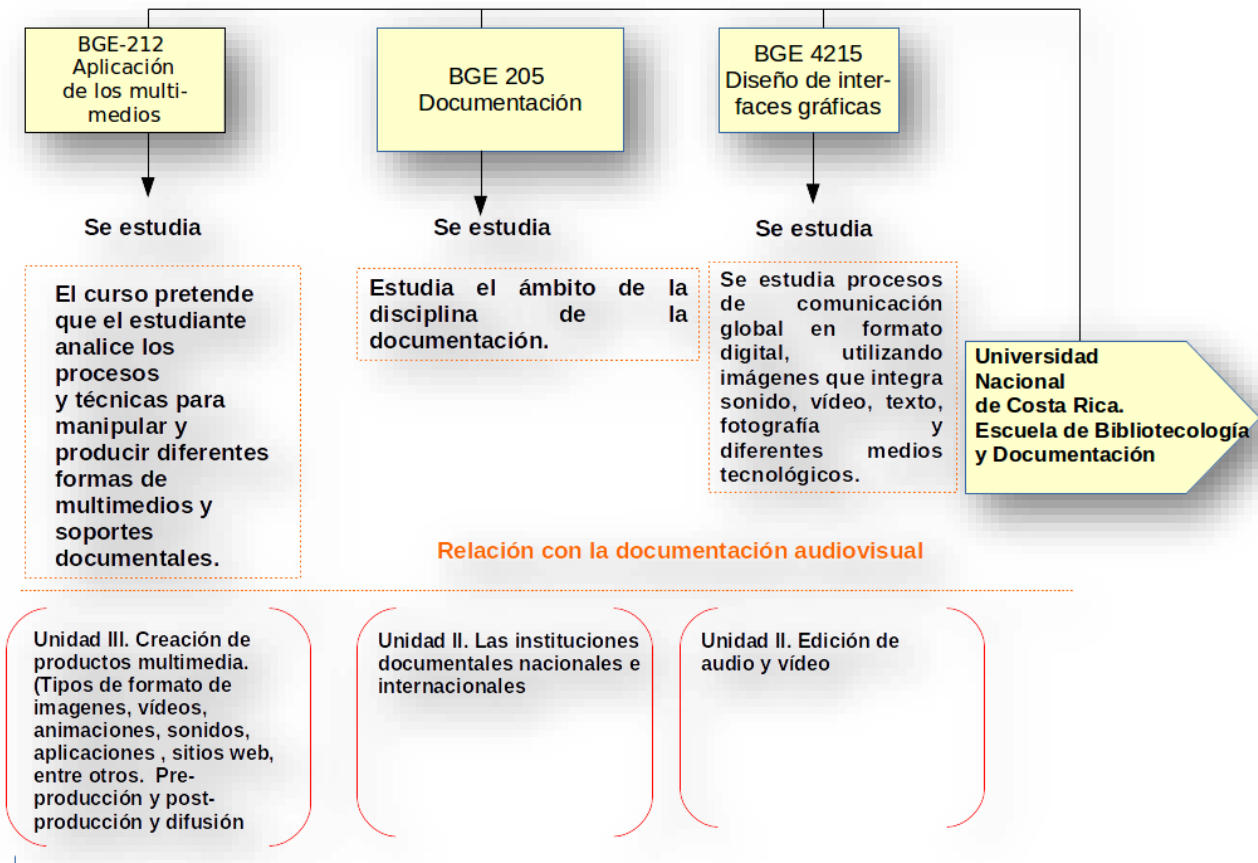 BGE-212
Aplicación
de los multi-
medios
BGE 205
Documentación
BGE 4215
Diseño de inter-
faces gráficas
Se estudia
Se estudia
Se estudia
El curso pretende
que el estudiante
analice los
procesos
y técnicas para
manipular y
producir diferentes
formas de
multimedios y
soportes
documentales.
Estudia el ámbito de la
disciplina de la
documentación.
Se estudia procesos
de comunicación
global en formato
digital, utilizando
imágenes que integra
sonido, vídeo, texto,
fotografía y
diferentes medios
tecnológicos.
Universidad
Nacional
de Costa Rica.
Escuela de Bibliotecología
y Documentación
Relación con la documentación audiovisual
Unidad III. Creación de
productos multimedia.
(Tipos de formato de
imagenes, vídeos,
animaciones, sonidos,
aplicaciones , sitios web,
entre otros. Pre-
producción y post-
producción y difusión
Unidad II. Las instituciones
documentales nacionales e
internacionales
Unidad II. Edición de
audio y vídeo